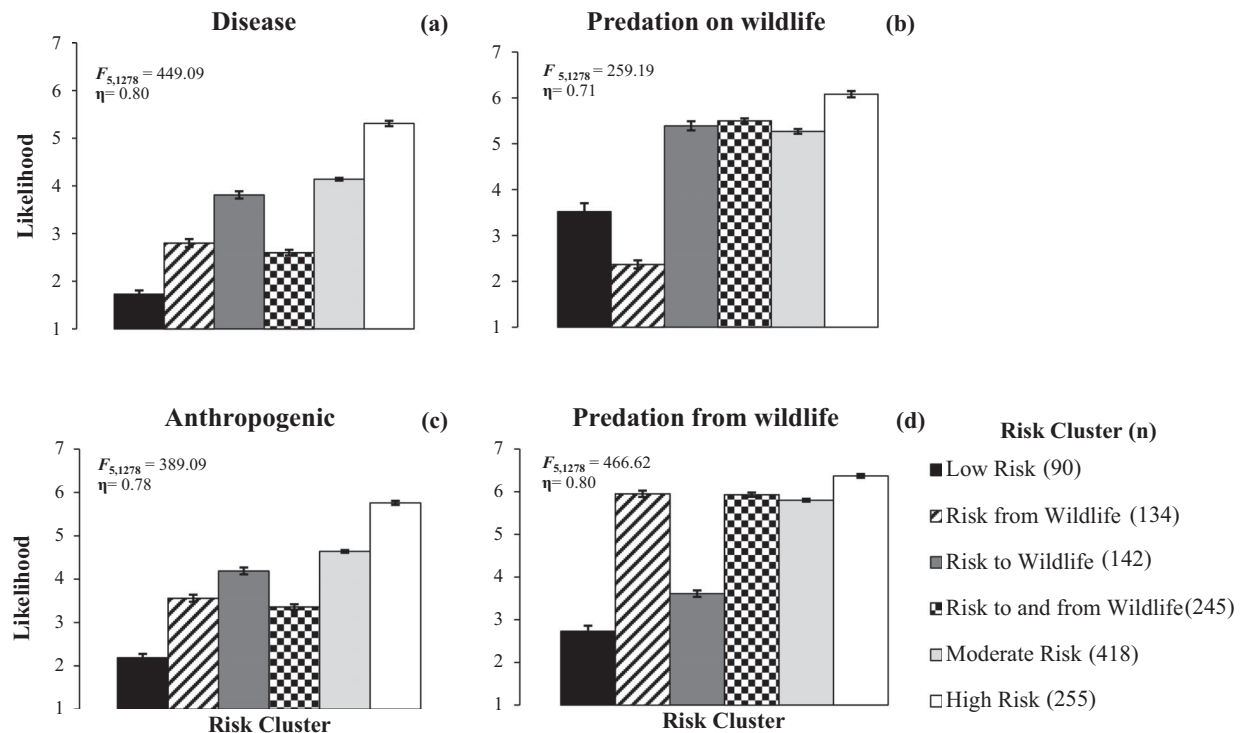 Disease (a)
F5,1278 = 449.09
η= 0.80
Likelihood
7
6
5
4
3
2
1
Predation on wildlife (b)
F 5,1278 = 259.19
η= 0.71
7
6
5
4
3
2
1
Anthropogenic (c)
F5,1278 = 389.09
η= 0.78
Likelihood
7
6
5
4
3
2
1
Risk Cluster
Predation from wildlife (d)
F5,1278 = 466.62
η= 0.80
7
6
5
4
3
2
1
Risk Cluster
Risk Cluster (n)
Low Risk (90)
Risk from Wildlife (134)
Risk to Wildlife (142)
Risk to and from Wildlife(245)
Moderate Risk (418)
High Risk (255)